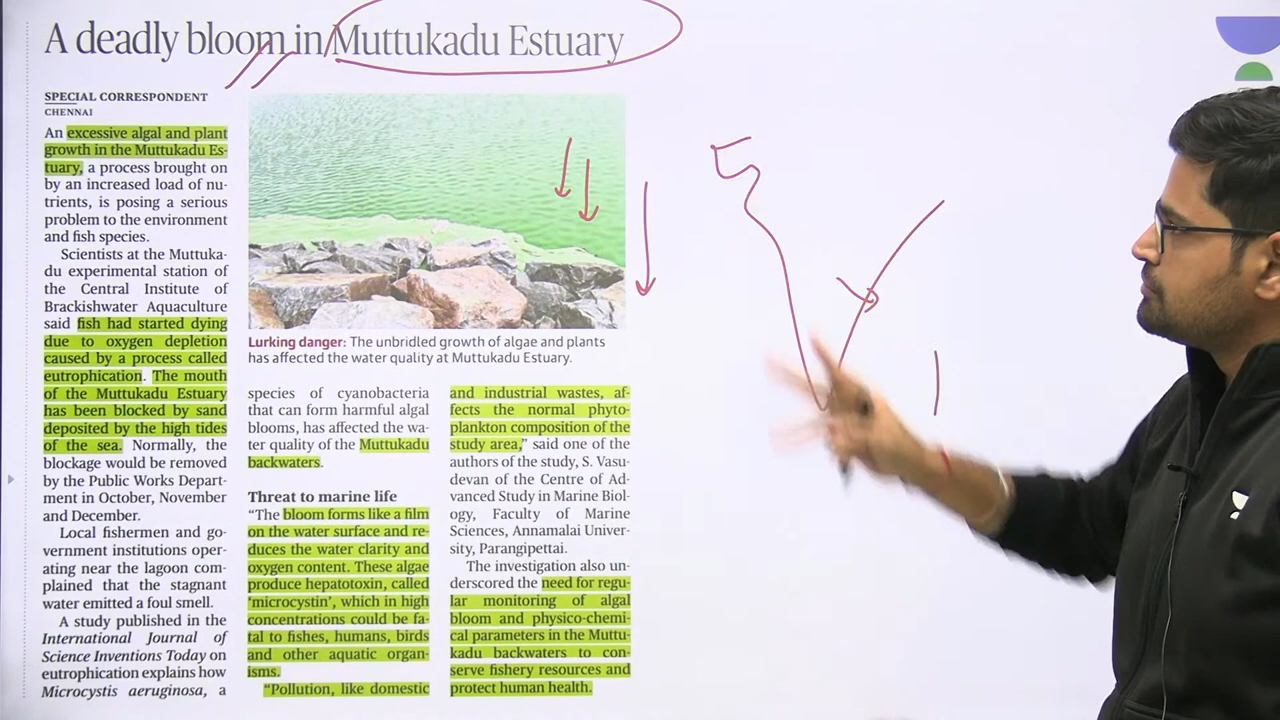 A deadly bloom in Muttukadu Estuary
SPECIAL CORRESPONDENT
CHENNAI
An excessive algal and plant
growth in the Muttukadu Es-
tuary, a process brought on
by an increased load of nu-
trients, is posing a serious
problem to the environment
and fish species.
Scientists at the Muttuka-
du experimental station of
the Central Institute of
Brackishwater Aquaculture
said fish had started dying
due to oxygen depletion
caused by a process called
eutrophication. The mouth
of the Muttukadu Estuary
has been blocked by sand
deposited by the high tides
of the sea. Normally, the
blockage would be removed
by the Public Works Depart-
ment in October, November
and December.
Local fishermen and go-
vernment institutions oper-
ating near the lagoon com-
plained that the stagnant
water emitted a foul smell.
A study published in the
International Journal of
Science Inventions Today on
eutrophication explains how
Microcystis aeruginosa, a
Lurking danger: The unbridled growth of algae and plants
has affected the water quality at Muttukadu Estuary.
species of cyanobacteria
that can form harmful algal
blooms, has affected the wa-
ter quality of the Muttukadu
backwaters.
Threat to marine life
“The bloom forms like a film
on the water surface and re-
duces the water clarity and
oxygen content. These algae
produce hepatotoxin, called
‘microcystin’, which in high
concentrations could be fa-
tal to fishes, humans, birds
and other aquatic organ-
isms.
“Pollution, like domestic
and industrial wastes, af-
fects the normal phyto-
plankton composition of the
study area,” said one of the
authors of the study, S. Vasu-
devan of the Centre of Ad-
vanced Study in Marine Biol-
ogy, Faculty of Marine
Sciences, Annamalai Univer-
sity, Parangipettai.
The investigation also un-
derscored the need for regu-
lar monitoring of algal
bloom and physico-chemi-
cal parameters in the Muttu-
kadu backwaters to con-
serve fishery resources and
protect human health.